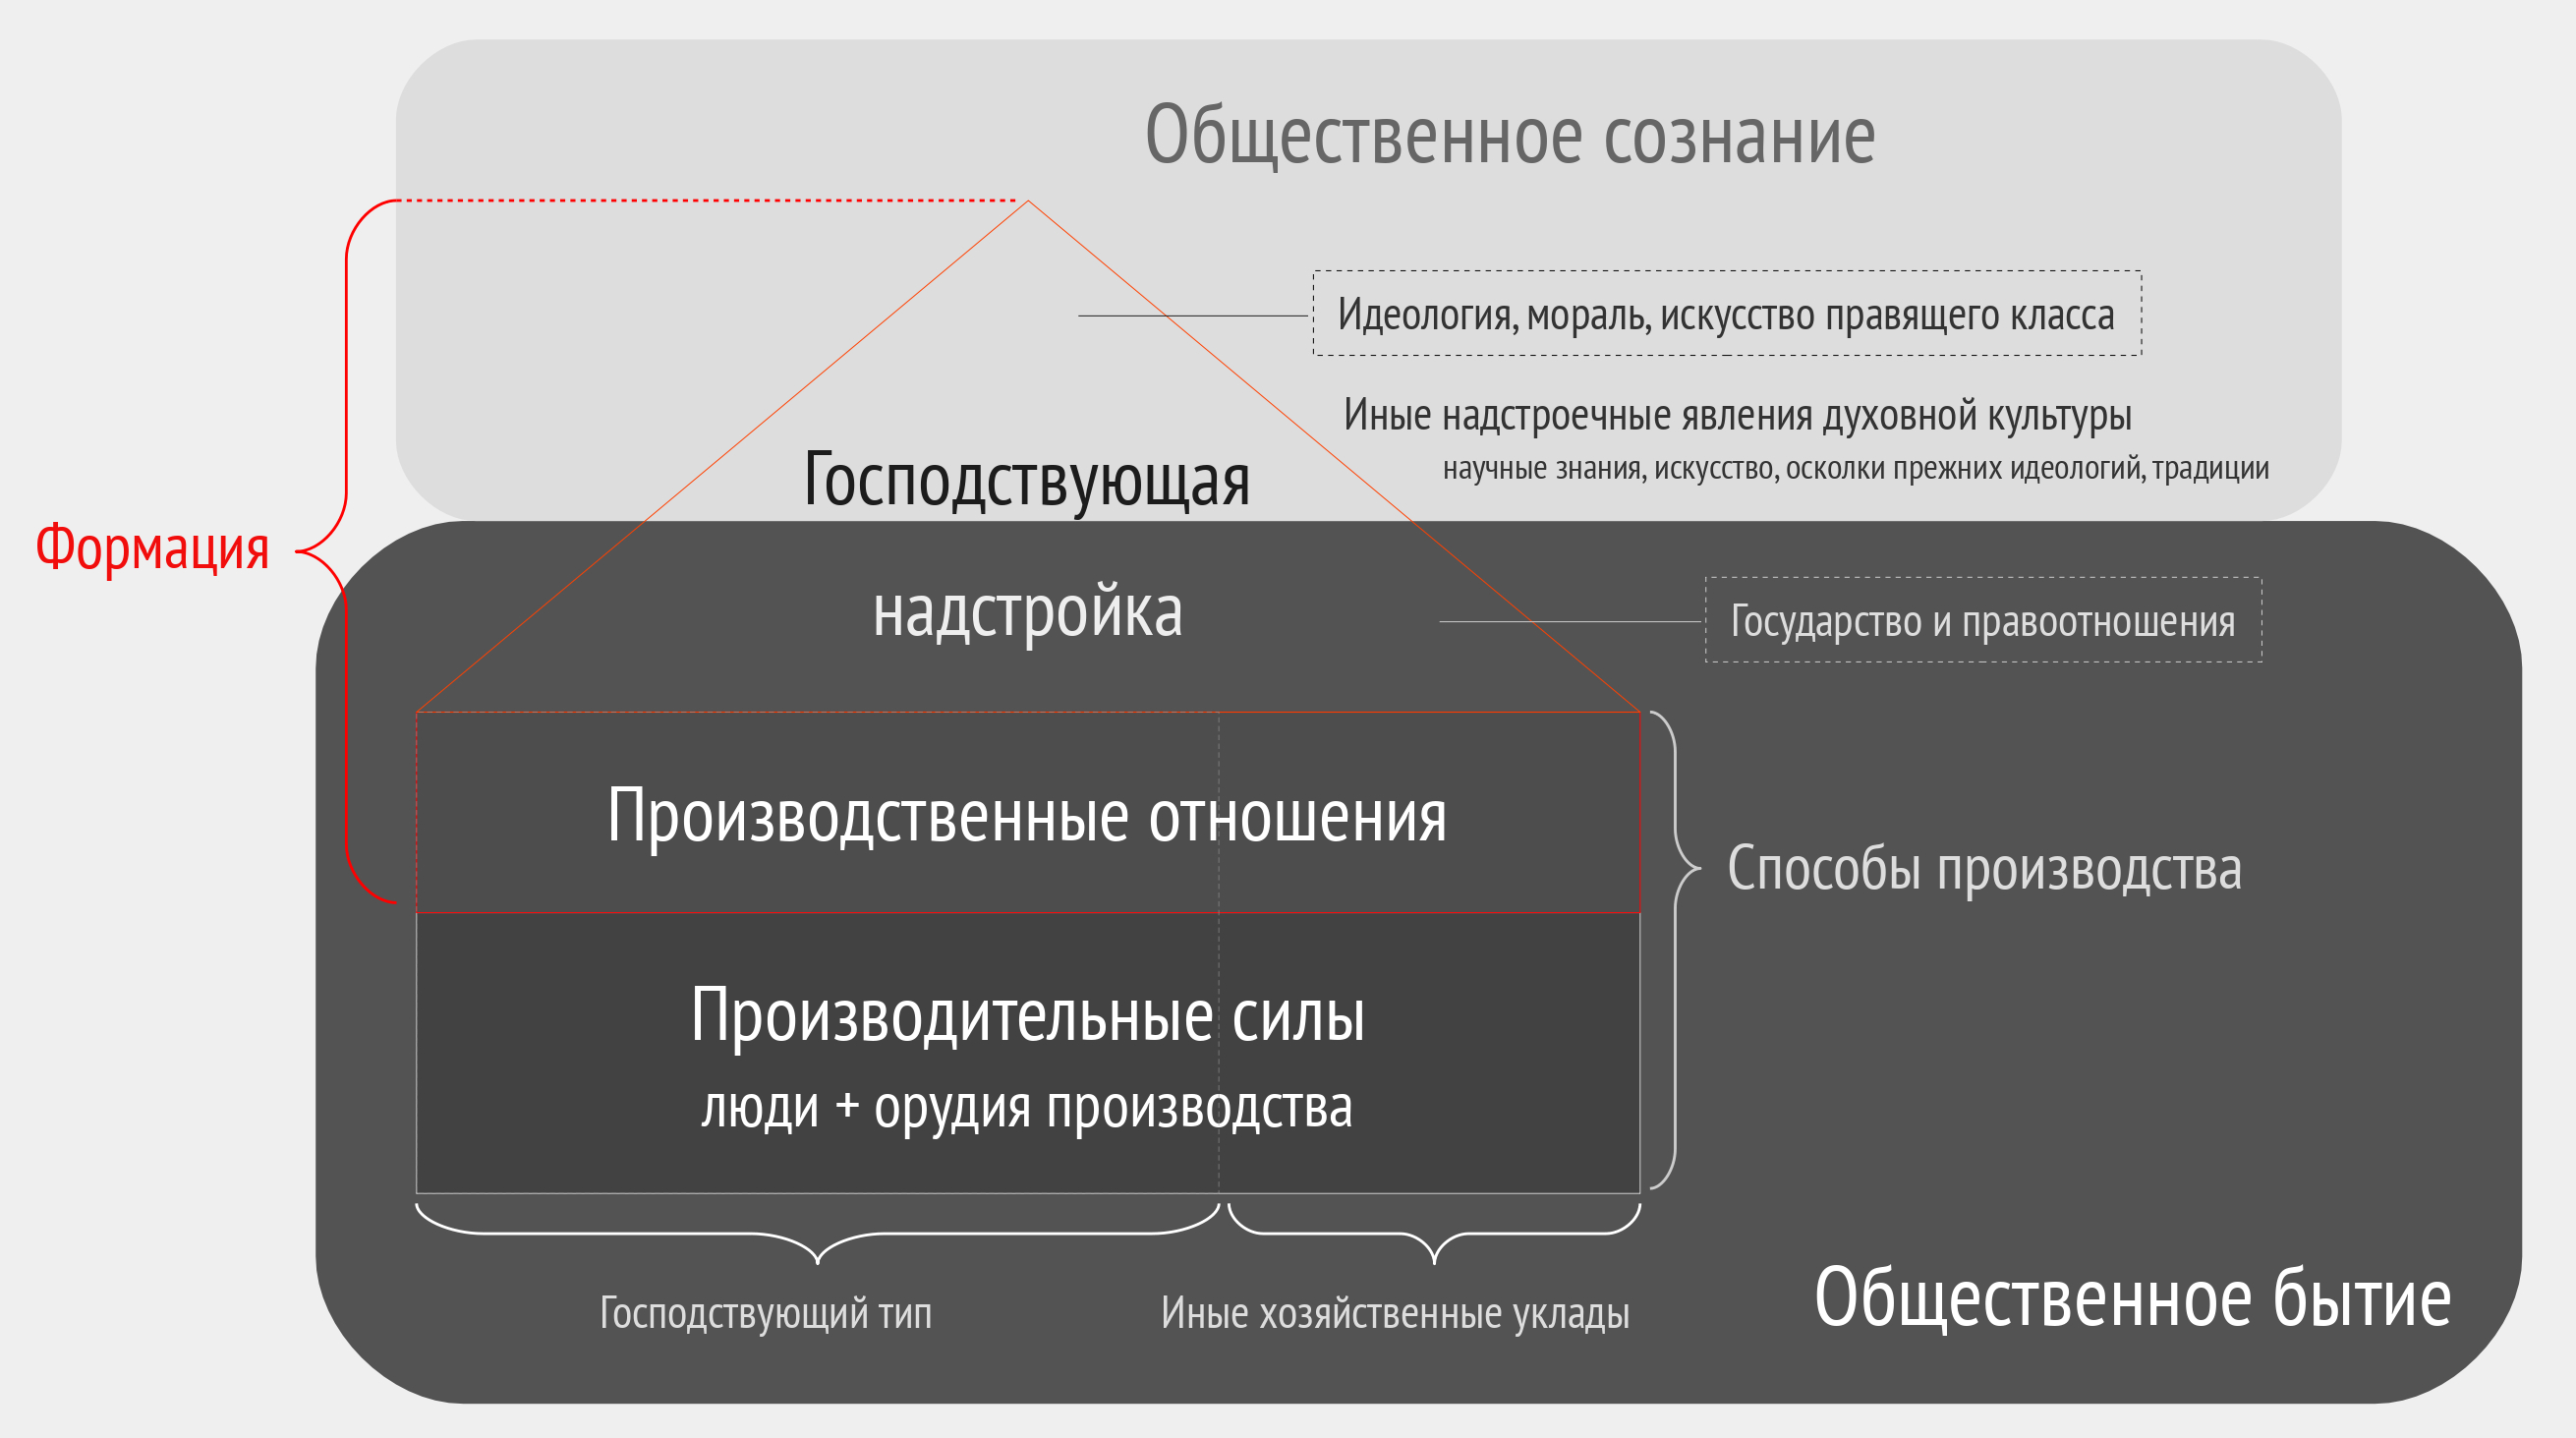 Общественное сознание
Идеология, мораль, искусство правящего класса
Иные надстроечные явления духовной культуры
научные знания, искусство, осколки прежних идеологий, традиции
Господствующая
Формация
надстройка
Государство и правоотношения
Производственные отношения
Способы производства
Производительные силы
люди + орудия производства
Господствующий тип
Иные хозяйственные уклады
Общественное бытие